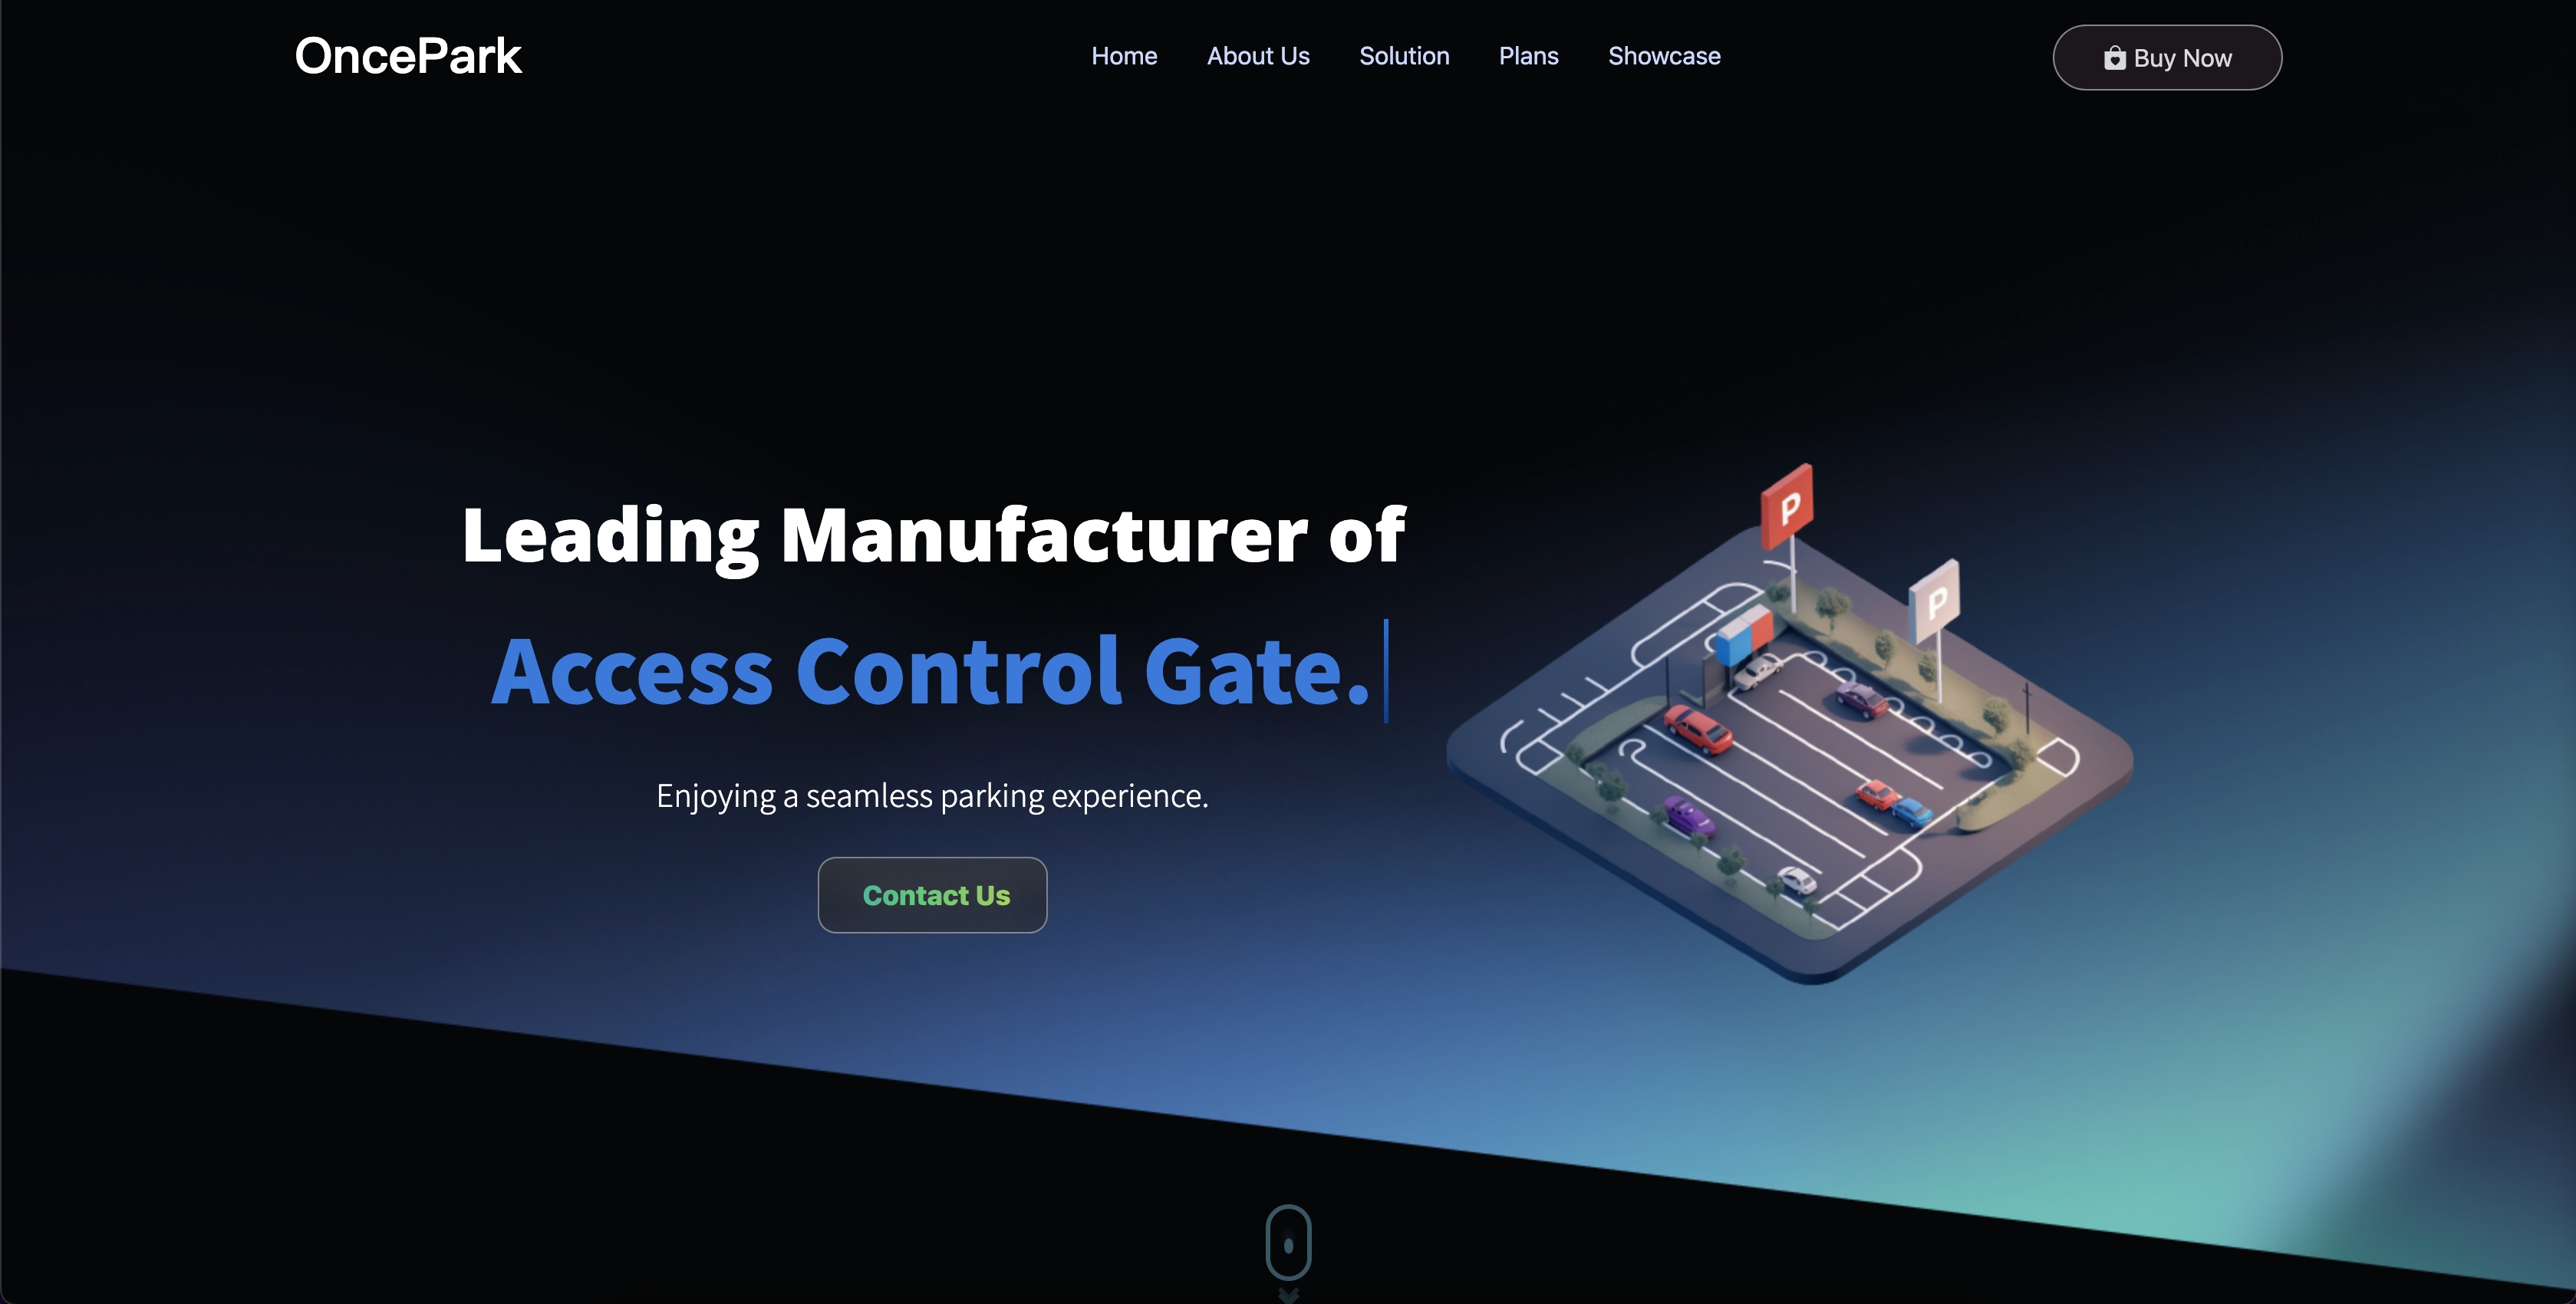 OncePark
Home About Us Solution Plans Showcase
Buy Now
Leading Manufacturer of
Access Control Gate.
Enjoying a seamless parking experience.
Contact Us
P
P